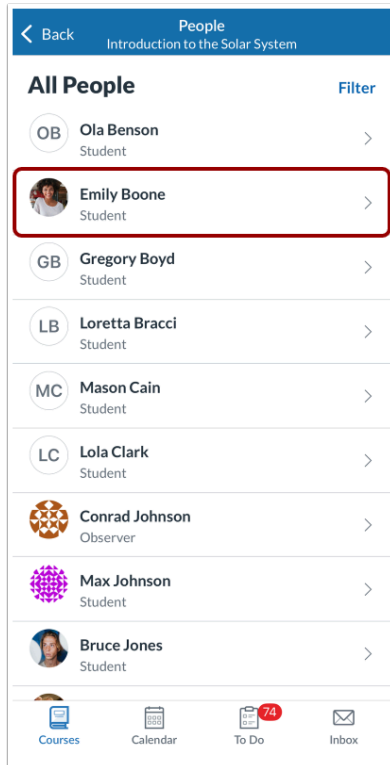 Back
People
Introduction to the Solar System
All People
Filter
OB
Ola Benson
Student
Emily Boone
Student
GB
Gregory Boyd
Student
LB
Loretta Bracci
Student
MC
Mason Cain
Student
LC
Lola Clark
Student
Conrad Johnson
Observer
Max Johnson
Student
Bruce Jones
Student
74
Courses
Calendar
To Do
Inbox